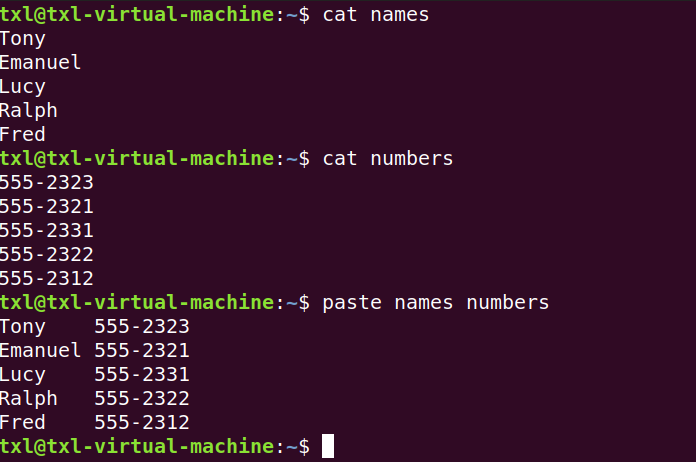 txl@txl-virtual-machine:~$ cat names
Tony
Emanuel
Lucy
Ralph
Fred
txl@txl-virtual-machine:~$ cat numbers
555-2323
555-2321
555-2331
555-2322
555-2312
txl@txl-virtual-machine:~$ paste names numbers
Tony    555-2323
Emanuel 555-2321
Lucy    555-2331
Ralph   555-2322
Fred    555-2312
txl@txl-virtual-machine:~$